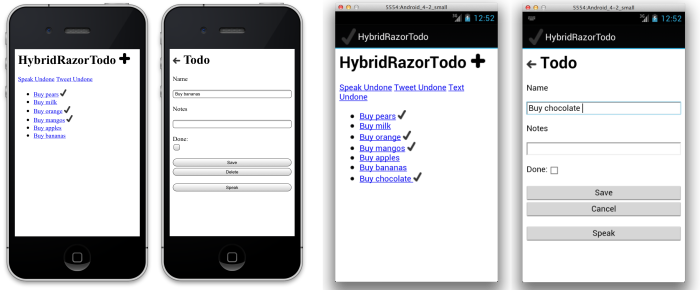 HybridRazorTodo
Speak Undone Tweet Undone
Buy pears
Buy milk
Buy orange
Buy mangos
Buy apples
Buy bananas
Todo
Name
Buy bananas
Notes
Done:
Save
Delete
Speak
5554:Android_4-2_small
3G 12:52
HybridRazorTodo
HybridRazorTodo
Speak Undone Tweet Undone Text
Undone
Buy pears
Buy milk
Buy orange
Buy mangos
Buy apples
Buy bananas
Buy chocolate
5554:Android_4-2_small
3G 12:52
HybridRazorTodo
Todo
Name
Buy chocolate
Notes
Done:
Save
Cancel
Speak